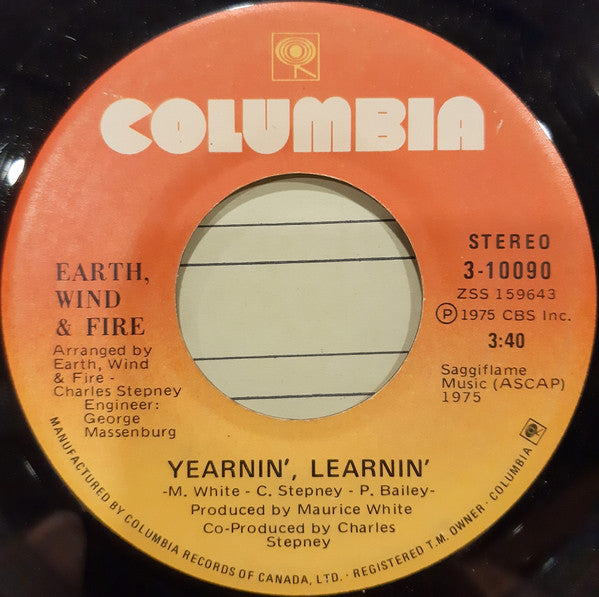 COLUMBIA
EARTH,
WIND
& FIRE
Arranged by
Earth, Wind
& Fire -
Charles Stepney
Engineer:
George
Massenburg
STEREO
3-10090
ZSS 159643
Ⓟ1975 CBS Inc.
3:40
Saggiflame
Music (ASCAP)
1975
YEARNIN', LEARNIN'
-M. White - C. Stepney - P. Bailey-
Produced by Maurice White
Co-Produced by Charles
Stepney
MANUFACTURED BY COLUMBIA RECORDS OF CANADA, LTD. · REGISTERED T.M. OWNER · COLUMBIA